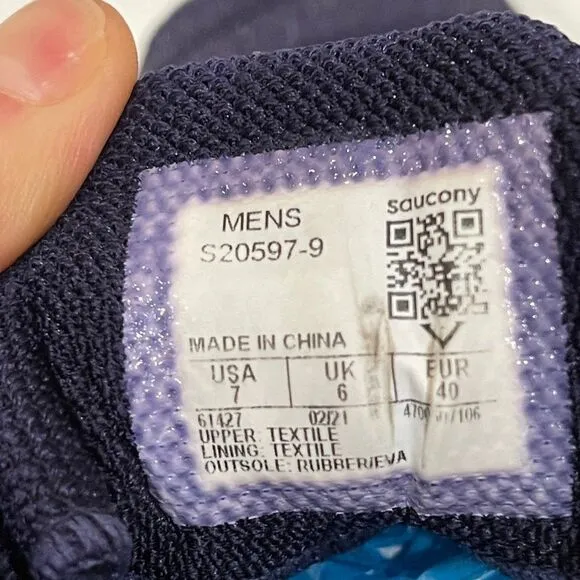 saucony
MENS
S20597-9
MADE IN CHINA
USA UK EUR
7 6 40
61427 02/21
UPPER: TEXTILE
LINING: TEXTILE
OUTSOLE: RUBBER/EVA